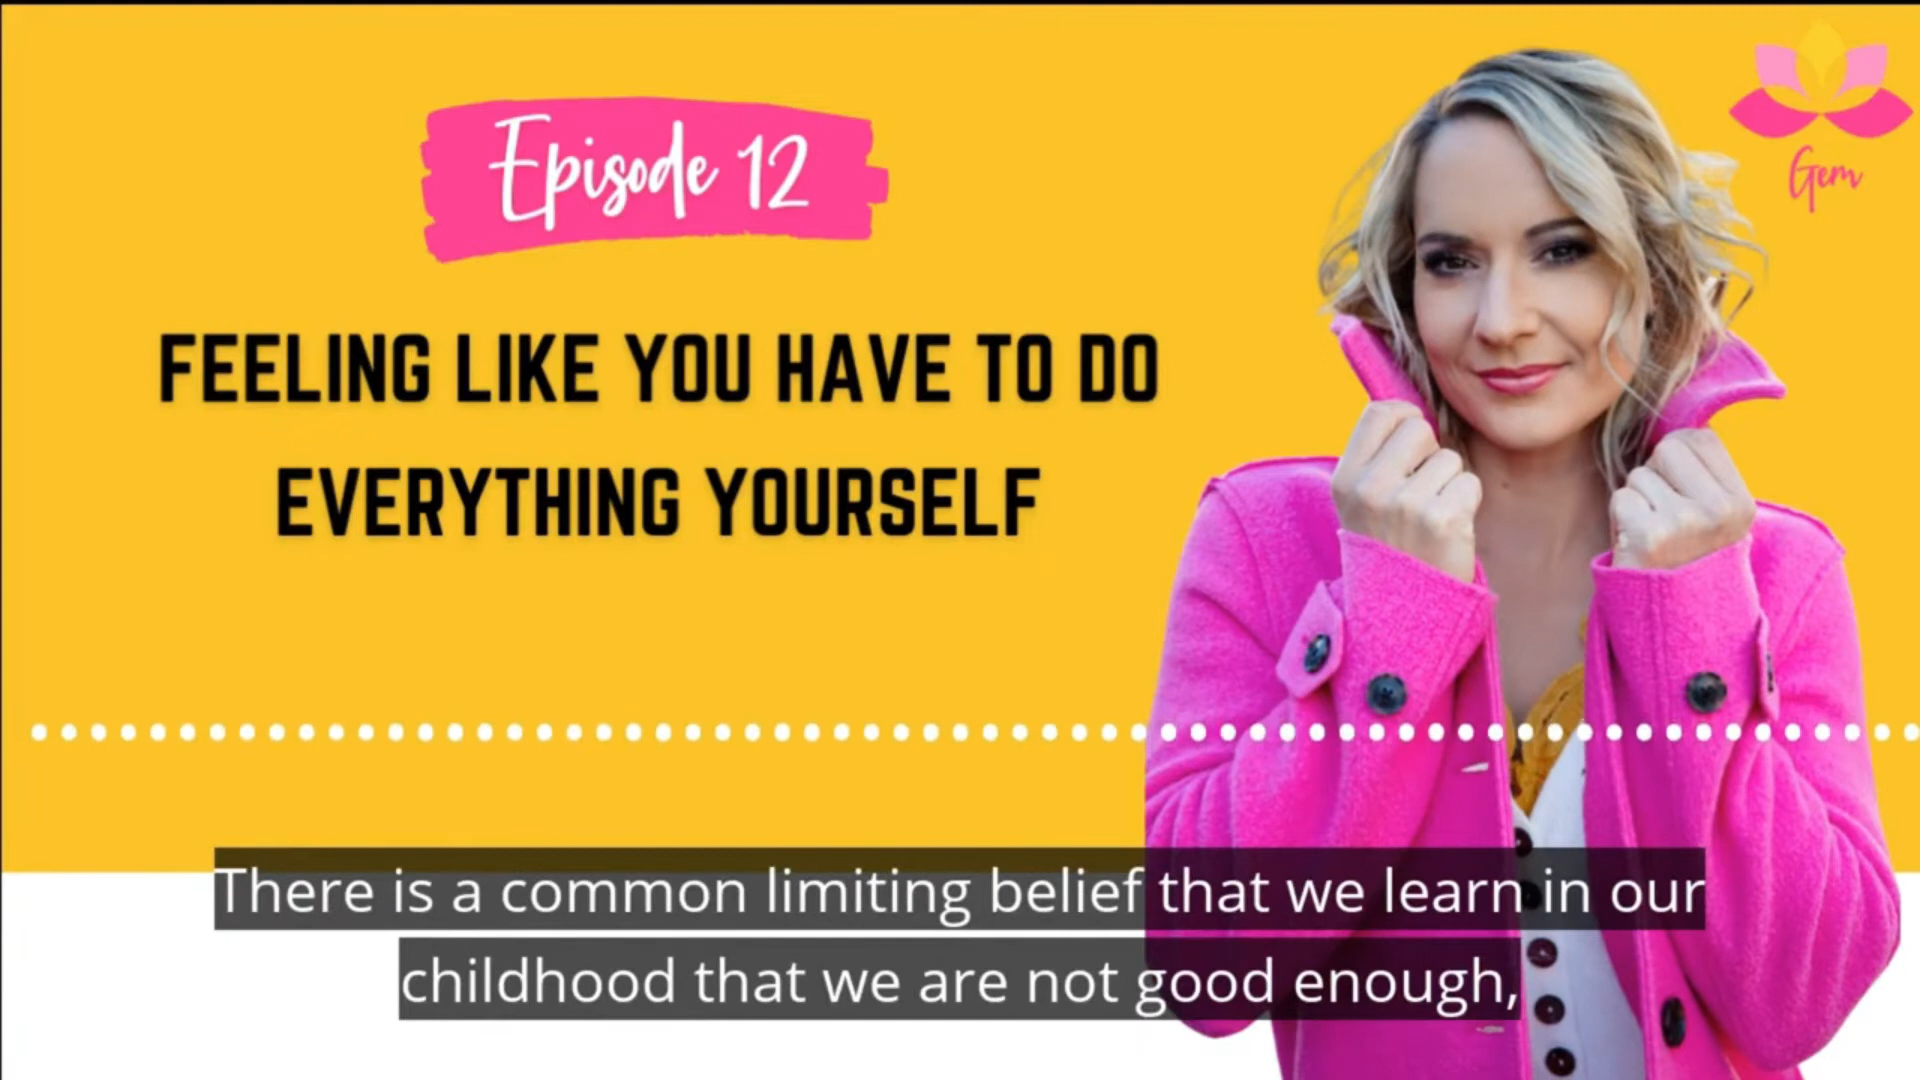 Episode 12
Gem
FEELING LIKE YOU HAVE TO DO
EVERYTHING YOURSELF
There is a common limiting belief that we learn in our
childhood that we are not good enough,